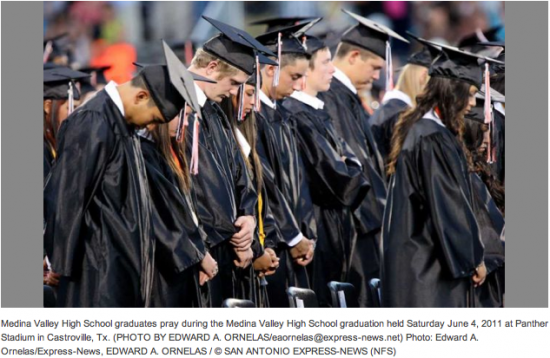 Medina Valley High School graduates pray during the Medina Valley High School graduation held Saturday June 4, 2011 at Panther
Stadium in Castroville, Tx. (PHOTO BY EDWARD A. ORNELAS/eaornelas@express-news.net) Photo: Edward A.
Ornelas/Express-News, EDWARD A. ORNELAS / © SAN ANTONIO EXPRESS-NEWS (NFS)